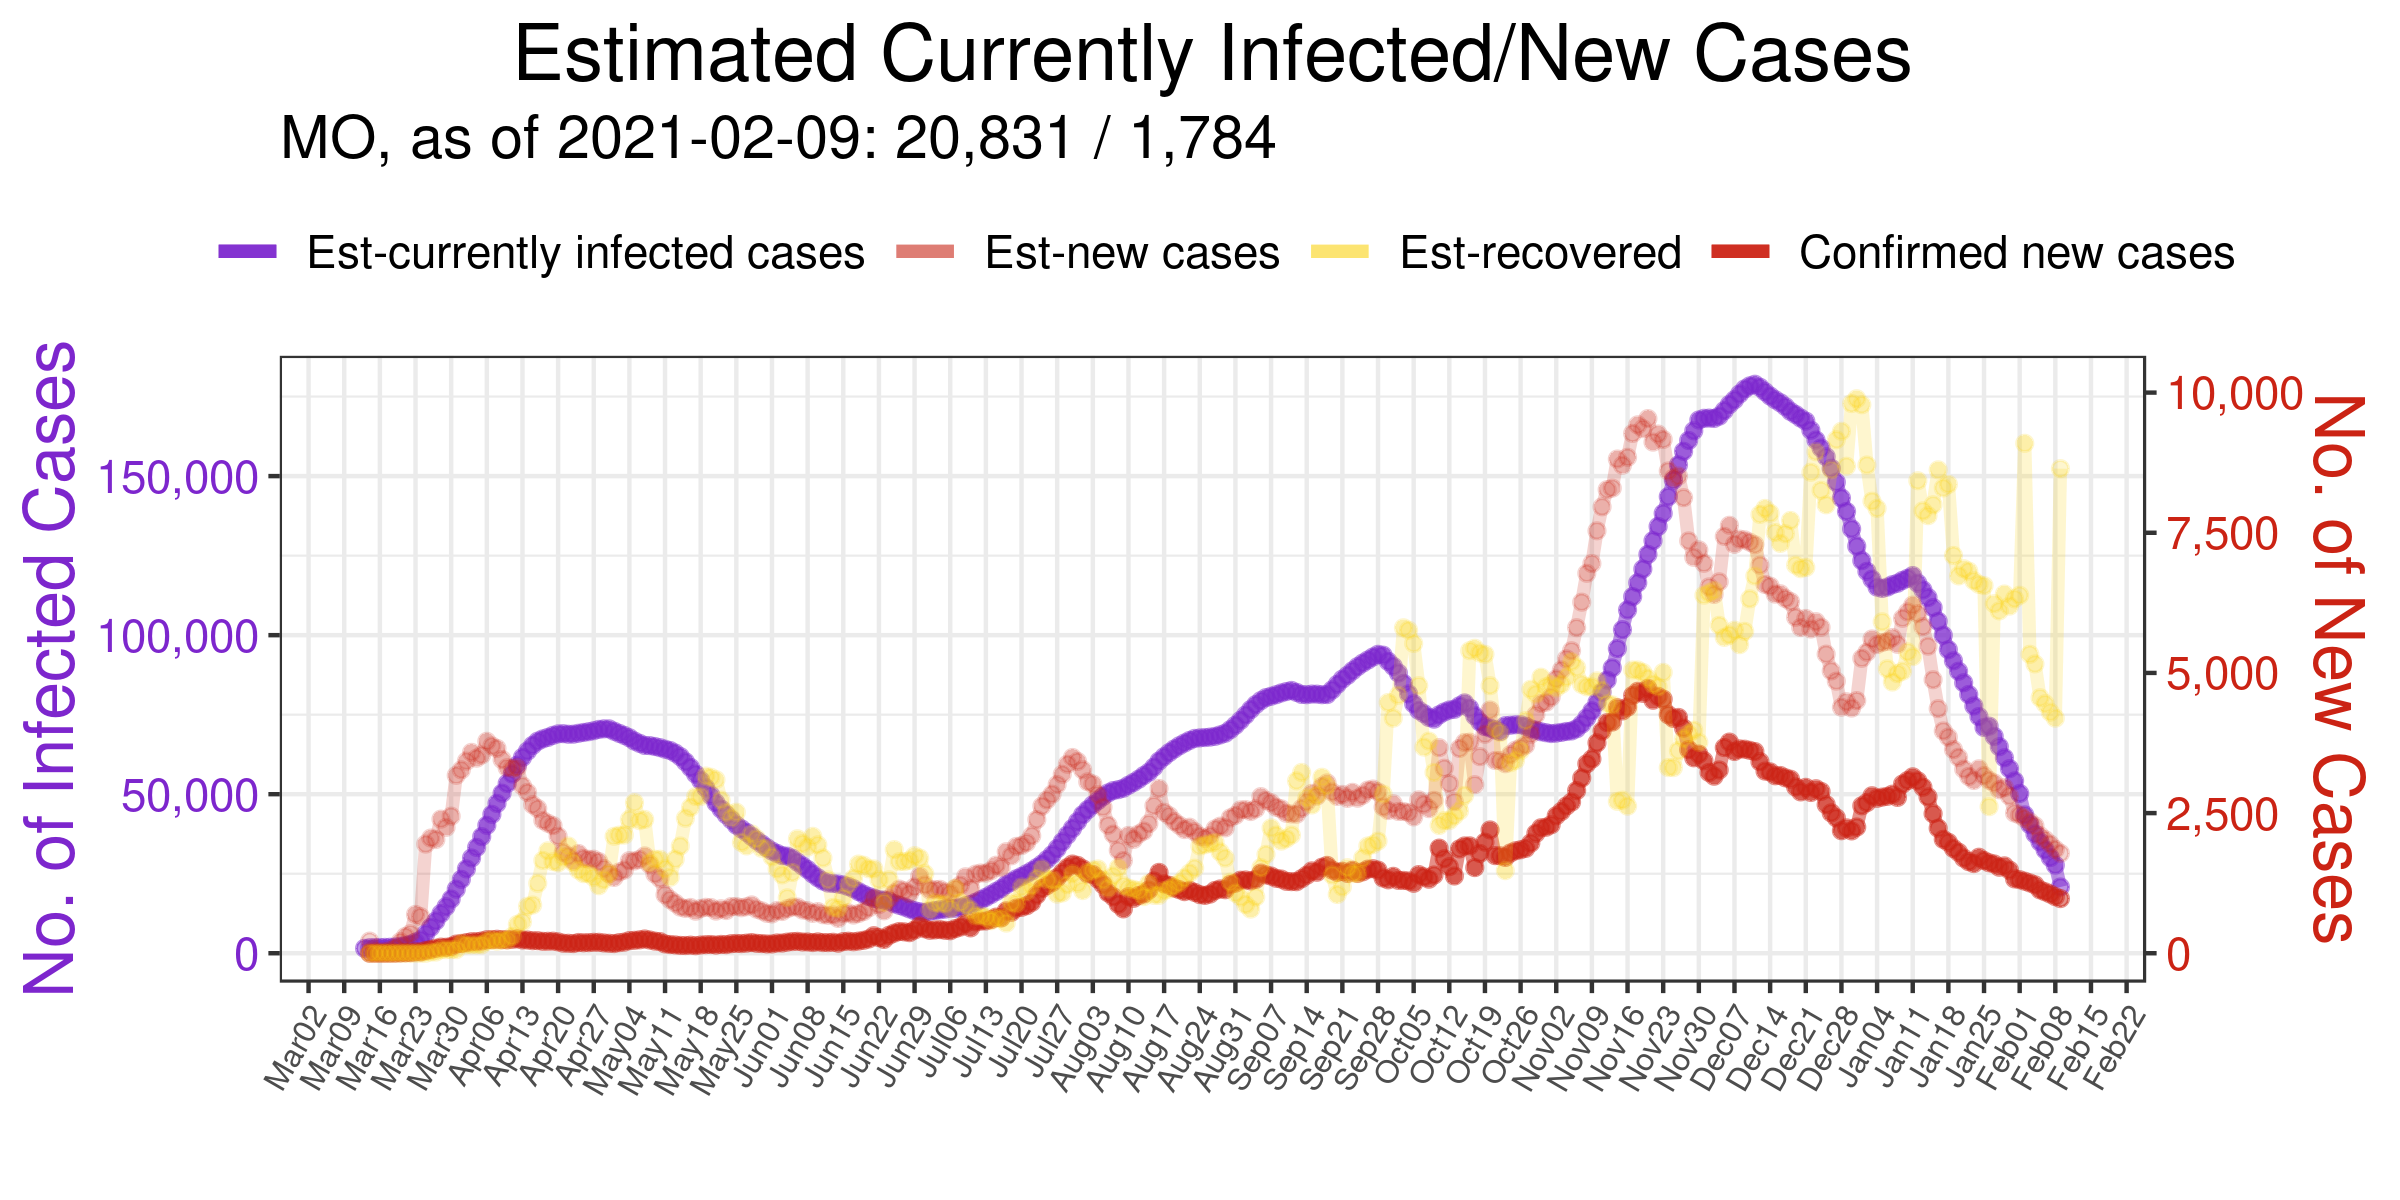 Estimated Currently Infected/New Cases
MO, as of 2021-02-09: 20,831 / 1,784
Est-currently infected cases
Est-new cases
Est-recovered
Confirmed new cases
No. of Infected Cases
150,000
100,000
50,000
0
10,000
7,500
5,000
2,500
0
No. of New Cases
Mar02
Mar09
Mar16
Mar23
Mar30
Apr06
Apr13
Apr20
Apr27
May04
May11
May18
May25
Jun01
Jun08
Jun15
Jun22
Jun29
Jul06
Jul13
Jul20
Jul27
Aug03
Aug10
Aug17
Aug24
Aug31
Sep07
Sep14
Sep21
Sep28
Oct05
Oct12
Oct19
Oct26
Nov02
Nov09
Nov16
Nov23
Nov30
Dec07
Dec14
Dec21
Dec28
Jan04
Jan11
Jan18
Jan25
Feb01
Feb08
Feb15
Feb22